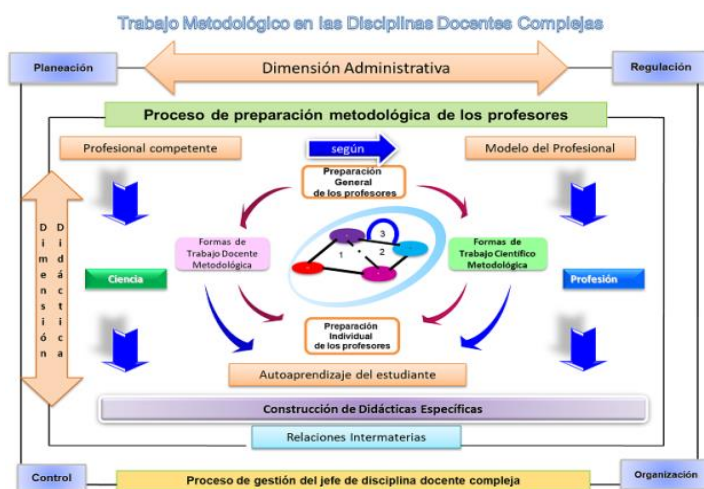 Trabajo Metodológico en las Disciplinas Docentes Complejas
Planeación
Dimensión Administrativa
Regulación
Proceso de preparación metodológica de los profesores
Profesional competente
según
Modelo del Profesional
Preparación
General
de los profesores
Dimensión
Didáctica
Formas de
Trabajo Docente
Metodológica
3
1
2
Formas de
Trabajo Científico
Metodológica
Ciencia
Profesión
Preparación
Individual
de los profesores
Autoaprendizaje del estudiante
Construcción de Didácticas Específicas
Relaciones Intermaterias
Control
Proceso de gestión del jefe de disciplina docente compleja
Organización